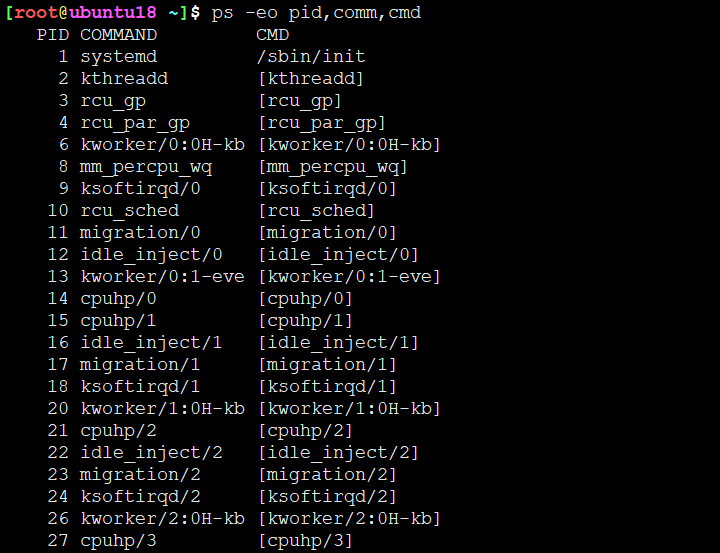 [root@ubuntu18 ~]$ ps -eo pid,comm,cmd
  PID COMMAND         CMD
    1 systemd         /sbin/init
    2 kthreadd        [kthreadd]
    3 rcu_gp          [rcu_gp]
    4 rcu_par_gp      [rcu_par_gp]
    6 kworker/0:0H-kb [kworker/0:0H-kb]
    8 mm_percpu_wq    [mm_percpu_wq]
    9 ksoftirqd/0     [ksoftirqd/0]
   10 rcu_sched       [rcu_sched]
   11 migration/0     [migration/0]
   12 idle_inject/0   [idle_inject/0]
   13 kworker/0:1-eve [kworker/0:1-eve]
   14 cpuhp/0         [cpuhp/0]
   15 cpuhp/1         [cpuhp/1]
   16 idle_inject/1   [idle_inject/1]
   17 migration/1     [migration/1]
   18 ksoftirqd/1     [ksoftirqd/1]
   20 kworker/1:0H-kb [kworker/1:0H-kb]
   21 cpuhp/2         [cpuhp/2]
   22 idle_inject/2   [idle_inject/2]
   23 migration/2     [migration/2]
   24 ksoftirqd/2     [ksoftirqd/2]
   26 kworker/2:0H-kb [kworker/2:0H-kb]
   27 cpuhp/3         [cpuhp/3]